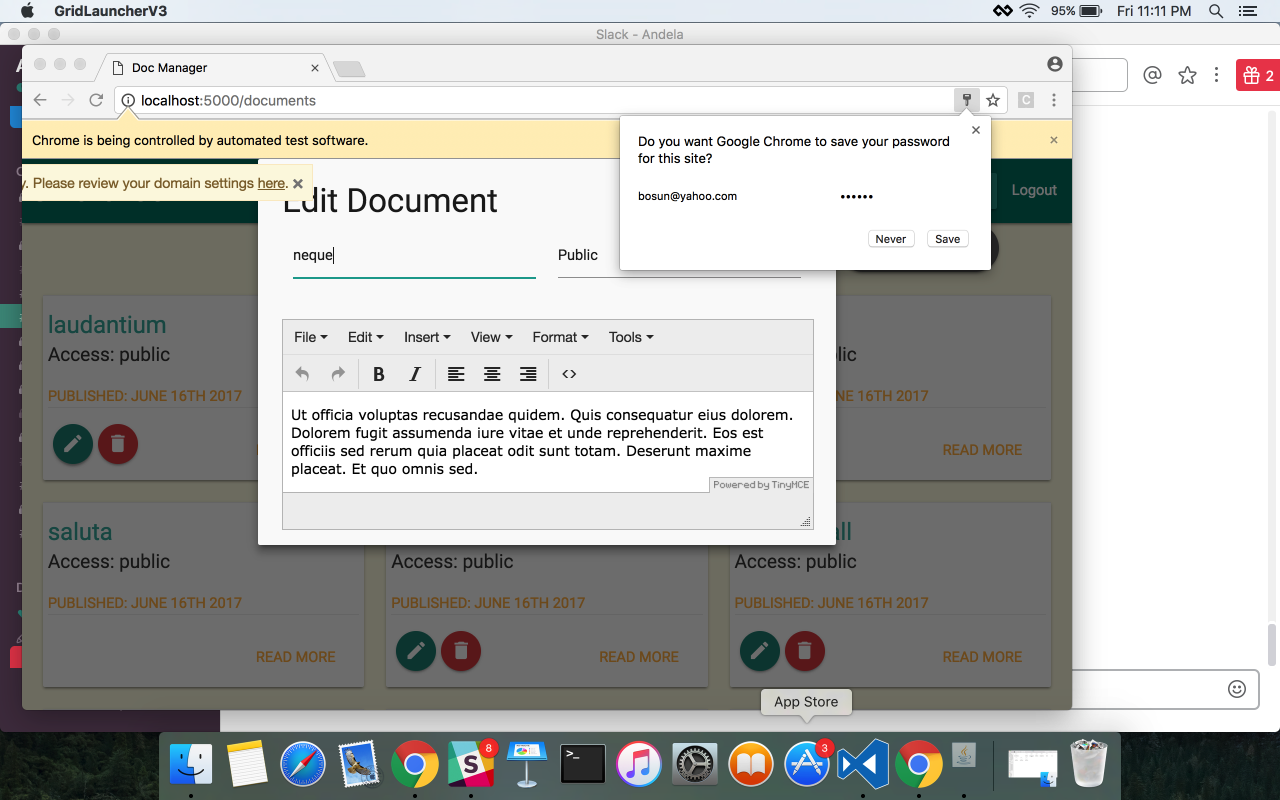 GridLauncherV3
95%
Fri 11:11 PM
Slack - Andela
Doc Manager
localhost:5000/documents
C
2
Chrome is being controlled by automated test software.
Do you want Google Chrome to save your password
for this site?
bosun@yahoo.com
••••••
Never
Save
y. Please review your domain settings here.
Logout
Edit Document
neque
Public
File
Edit
Insert
View
Format
Tools
B
I
Ut officia voluptas recusandae quidem. Quis consequatur eius dolorem.
Dolorem fugit assumenda iure vitae et unde reprehenderit. Eos est
officiis sed rerum quia placeat odit sunt totam. Deserunt maxime
placeat. Et quo omnis sed.
Powered by TinyMCE
laudantium
Access: public
PUBLISHED: JUNE 16TH 2017
READ MORE
saluta
Access: public
PUBLISHED: JUNE 16TH 2017
READ MORE
Access: public
PUBLISHED: JUNE 16TH 2017
READ MORE
Access: public
PUBLISHED: JUNE 16TH 2017
READ MORE
App Store
8
3